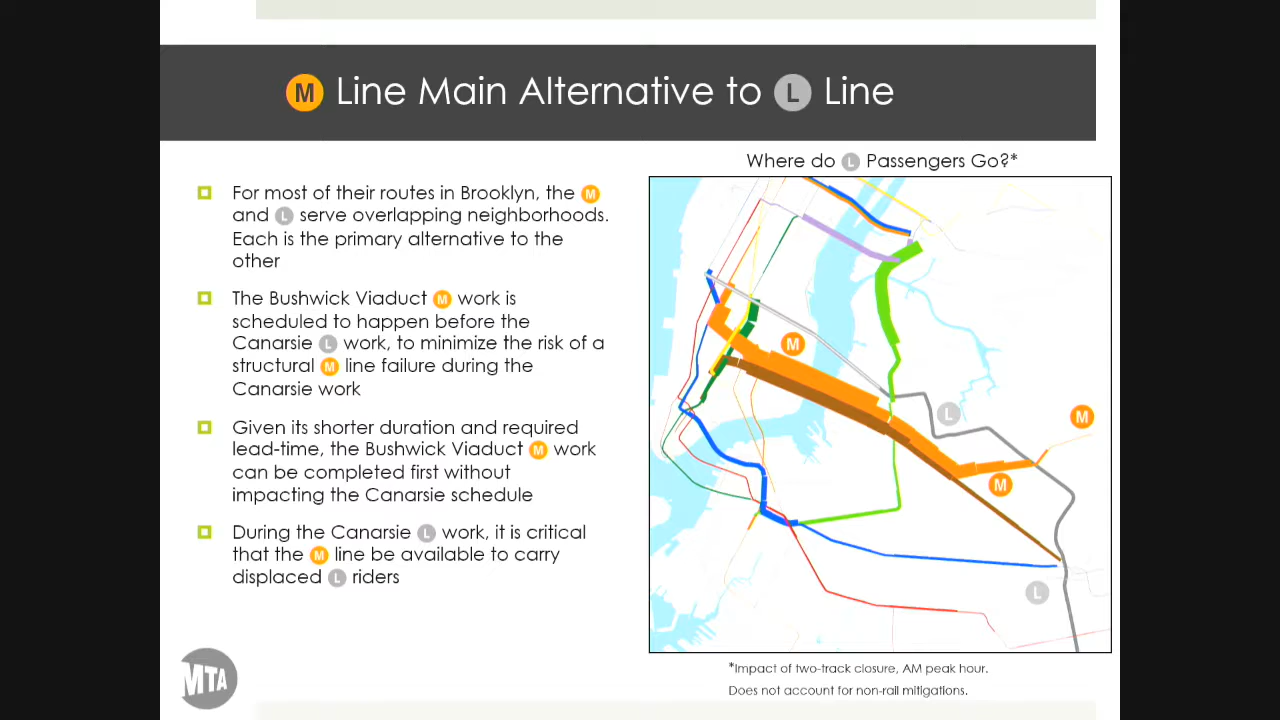 M Line Main Alternative to L Line
Where do L Passengers Go?*
For most of their routes in Brooklyn, the M
and L serve overlapping neighborhoods.
Each is the primary alternative to the
other
The Bushwick Viaduct M work is
scheduled to happen before the
Canarsie L work, to minimize the risk of a
structural M line failure during the
Canarsie work
Given its shorter duration and required
lead-time, the Bushwick Viaduct M work
can be completed first without
impacting the Canarsie schedule
During the Canarsie L work, it is critical
that the M line be available to carry
displaced L riders
M
L
M
M
L
*Impact of two-track closure, AM peak hour.
Does not account for non-rail mitigations.
MTA